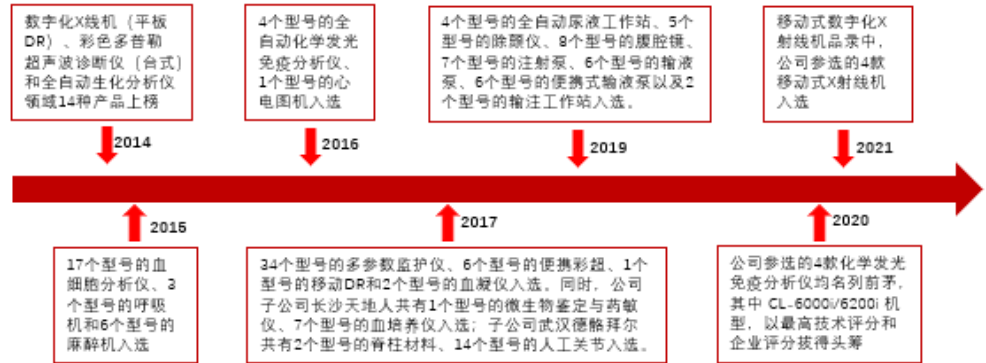 数字化X线机（平板
DR）、彩色多普勒
超声波诊断仪（台式）
和全自动生化分析仪
领域14种产品上榜
2014
4个型号的全
自动化学发光
免疫分析仪、
1个型号的心
电图机入选
2016
4个型号的全自动尿液工作站、5个
型号的除颤仪、8个型号的腹腔镜、
7个型号的注射泵、6个型号的输液
泵、6个型号的便携式输液泵以及2
个型号的输注工作站入选。
2019
移动式数字化X
射线机品录中，
公司参选的4款
移动式X射线机
入选
2021
2015
17个型号的血
细胞分析仪、3
个型号的呼吸
机和6个型号的
麻醉机入选
2017
34个型号的多参数监护仪、6个型号的便携彩超、1个
型号的移动DR和2个型号的血凝仪入选。同时，公司
子公司长沙天地人共有1个型号的微生物鉴定与药敏
仪、7个型号的血培养仪入选；子公司武汉德骼拜尔
共有2个型号的脊柱材料、14个型号的人工关节入选。
2020
公司参选的4款化学发光
免疫分析仪均名列前茅，
其中 CL-6000i/6200i 机
型，以最高技术评分和
企业评分拔得头筹